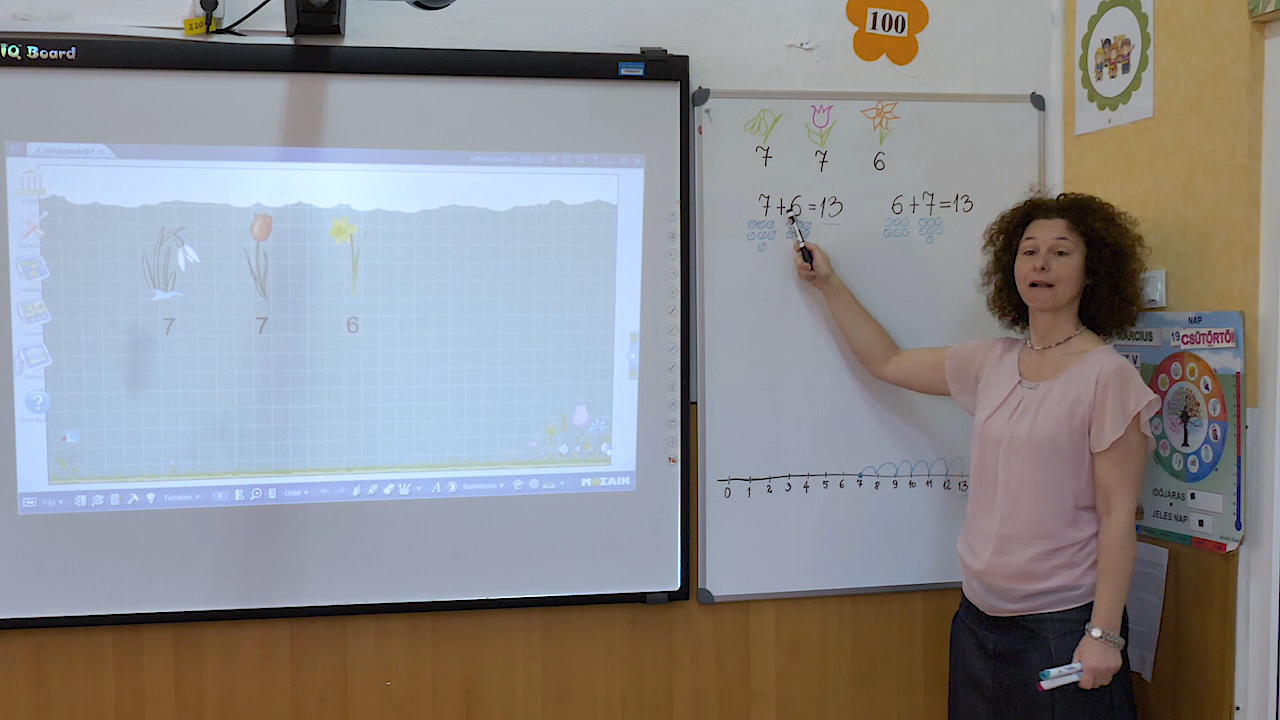 220
iQ Board
100
7 7 6
7+6=13 6+7=13
7 7 6
0 1 2 3 4 5 6 7 8 9 10 11 12 13
MOZAIK
NAP
MÁRCIUS 19 CSÜTÖRTÖK
IDŐJÁRÁS
JELES NAP